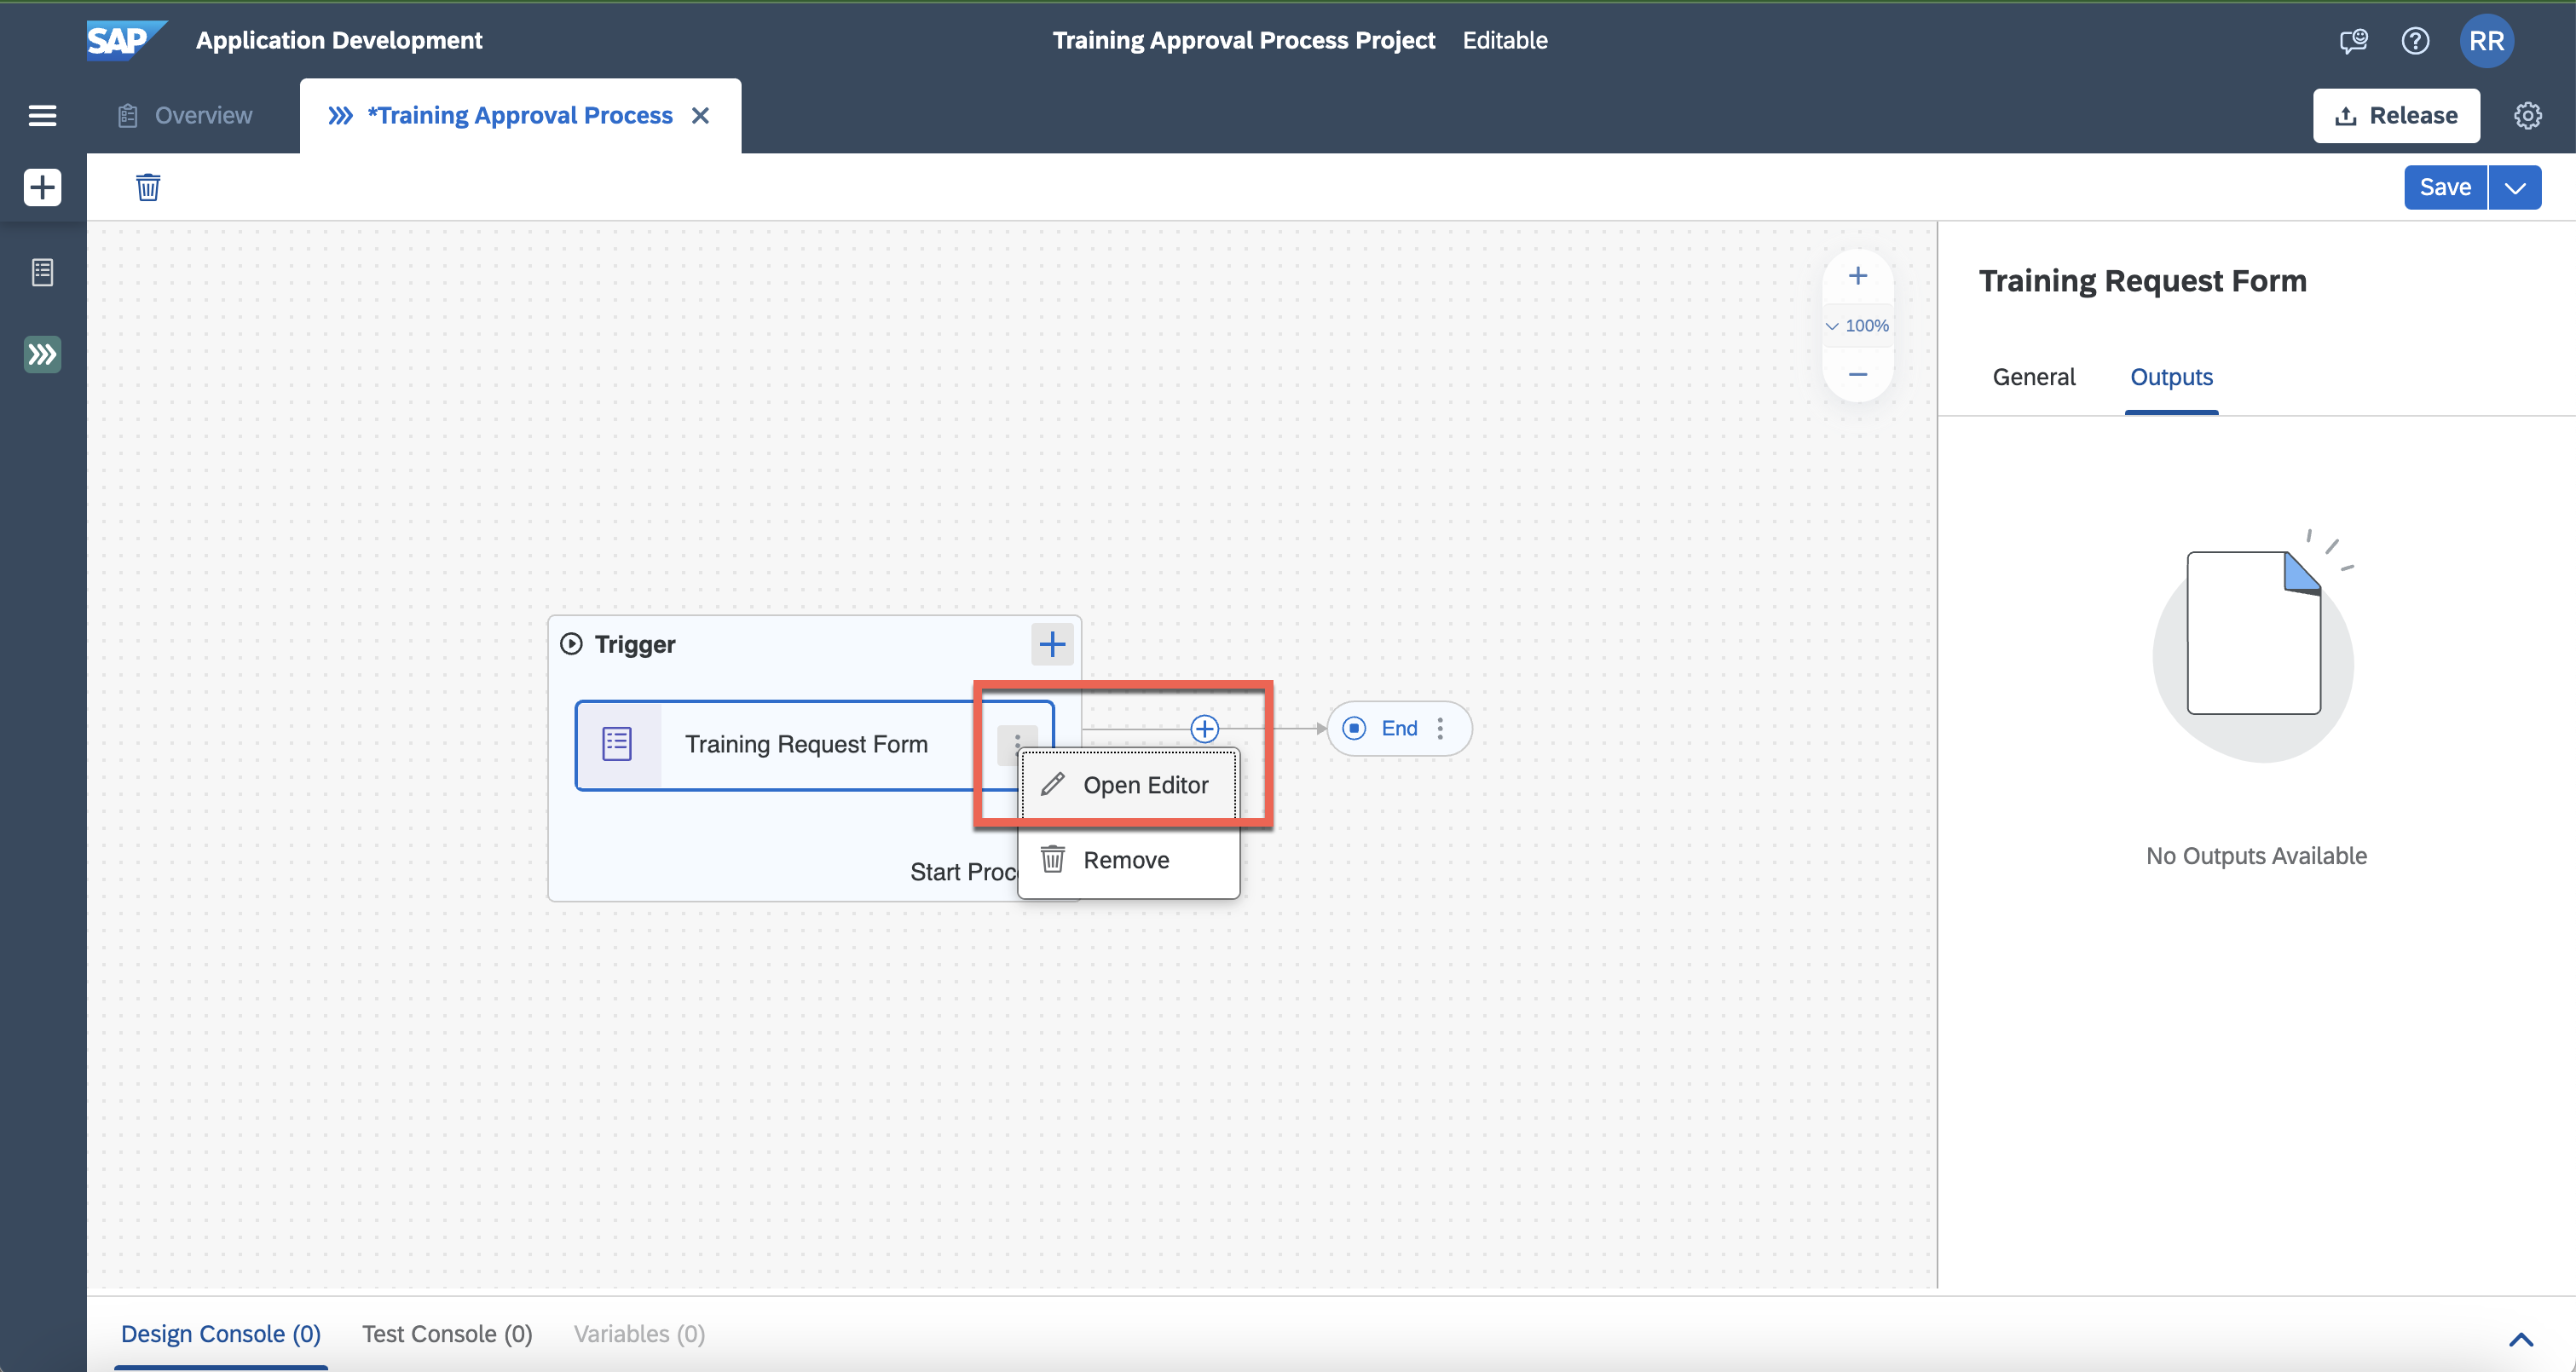 SAP Application Development
Training Approval Process Project Editable
RR
Overview
*Training Approval Process
Release
Save
100%
Training Request Form
General Outputs
No Outputs Available
Trigger
Training Request Form
End
Open Editor
Remove
Start Proc
Design Console (0) Test Console (0) Variables (0)